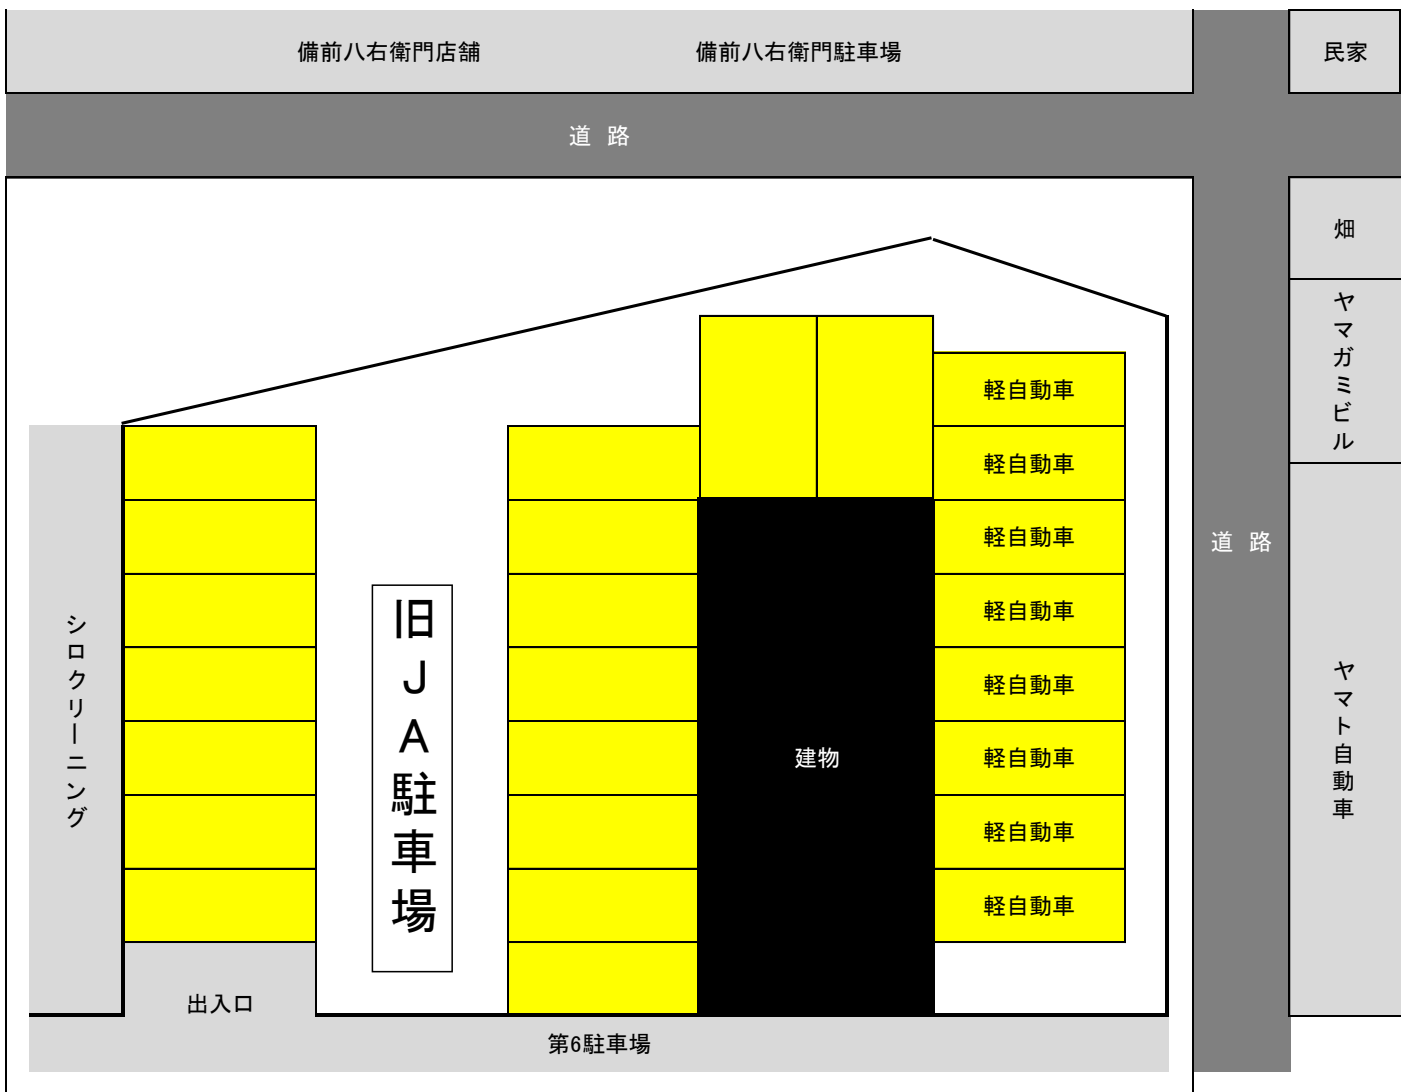 備前八右衛門店舗
備前八右衛門駐車場
民家
道 路
畑
ヤマガミビル
軽自動車
軽自動車
軽自動車
道 路
軽自動車
シロクリーニング
旧JA駐車場
軽自動車
ヤマト自動車
建物
軽自動車
軽自動車
軽自動車
出入口
第6駐車場